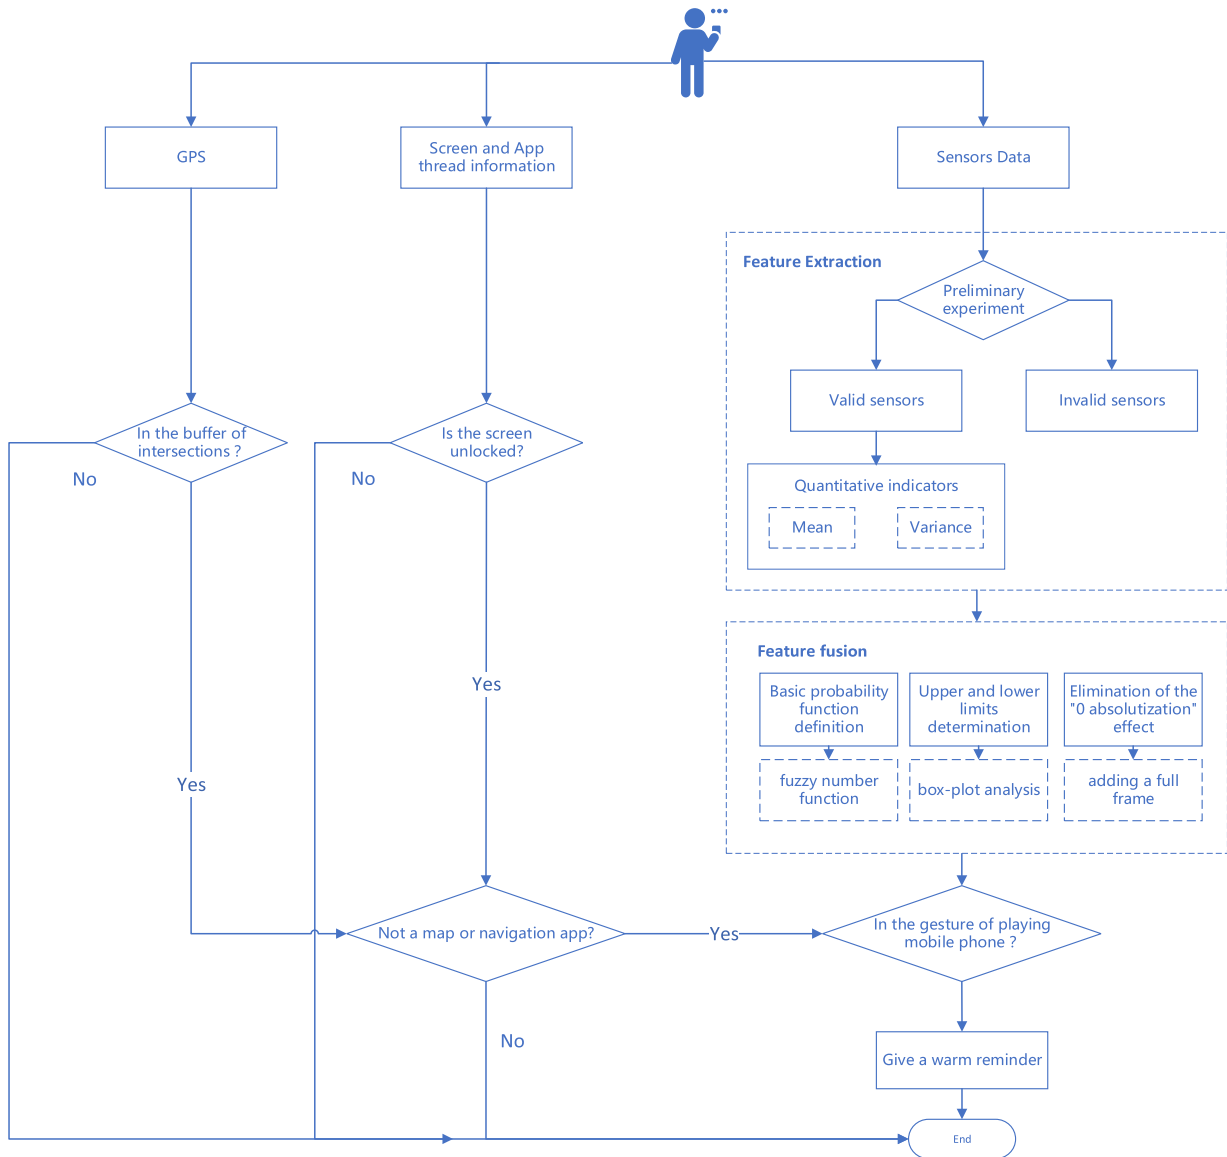 GPS
Screen and App
thread information
Sensors Data
Feature Extraction
Preliminary
experiment
Valid sensors
Invalid sensors
In the buffer of
intersections ?
Is the screen
unlocked?
No
No
Quantitative indicators
Mean
Variance
Feature fusion
Basic probability
function
definition
Upper and lower
limits
determination
Elimination of the
"0 absolutization"
effect
fuzzy number
function
box-plot analysis
adding a full
frame
Yes
Yes
Not a map or navigation app?
Yes
In the gesture of playing
mobile phone ?
No
Give a warm reminder
End